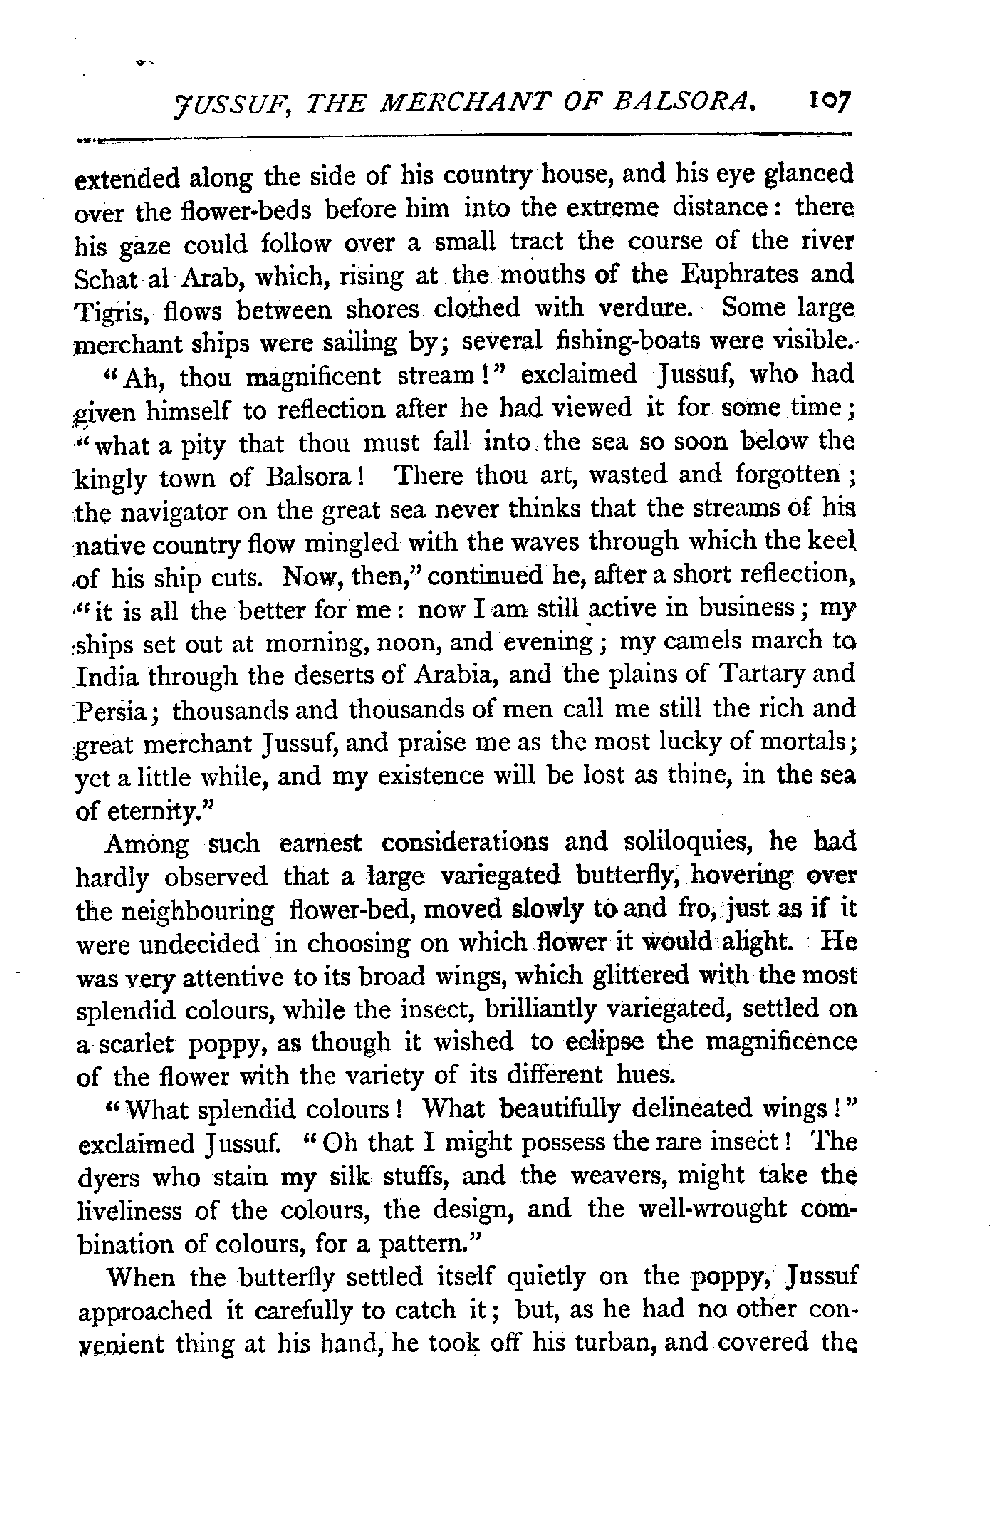 JUSSUF, THE MERCHANT OF BALSORA. 107
extended along the side of his country house, and his eye glanced
over the flower-beds before him into the extreme distance: there
his gaze could follow over a small tract the course of the river
Schat al Arab, which, rising at the mouths of the Euphrates and
Tigris, flows between shores clothed with verdure. Some large
merchant ships were sailing by; several fishing-boats were visible.
"Ah, thou magnificent stream!" exclaimed Jussuf, who had
given himself to reflection after he had viewed it for some time;
"what a pity that thou must fall into the sea so soon below the
kingly town of Balsora! There thou art, wasted and forgotten;
the navigator on the great sea never thinks that the streams of his
native country flow mingled with the waves through which the keel
of his ship cuts. Now, then," continued he, after a short reflection,
"it is all the better for me: now I am still active in business; my
ships set out at morning, noon, and evening; my camels march to
India through the deserts of Arabia, and the plains of Tartary and
Persia; thousands and thousands of men call me still the rich and
great merchant Jussuf, and praise me as the most lucky of mortals;
yet a little while, and my existence will be lost as thine, in the sea
of eternity."
Among such earnest considerations and soliloquies, he had
hardly observed that a large variegated butterfly, hovering over
the neighbouring flower-bed, moved slowly to and fro, just as if it
were undecided in choosing on which flower it would alight. He
was very attentive to its broad wings, which glittered with the most
splendid colours, while the insect, brilliantly variegated, settled on
a scarlet poppy, as though it wished to eclipse the magnificence
of the flower with the variety of its different hues.
"What splendid colours! What beautifully delineated wings!"
exclaimed Jussuf. "Oh that I might possess the rare insect! The
dyers who stain my silk stuffs, and the weavers, might take the
liveliness of the colours, the design, and the well-wrought com-
bination of colours, for a pattern."
When the butterfly settled itself quietly on the poppy, Jussuf
approached it carefully to catch it; but, as he had no other con-
venient thing at his hand, he took off his turban, and covered the